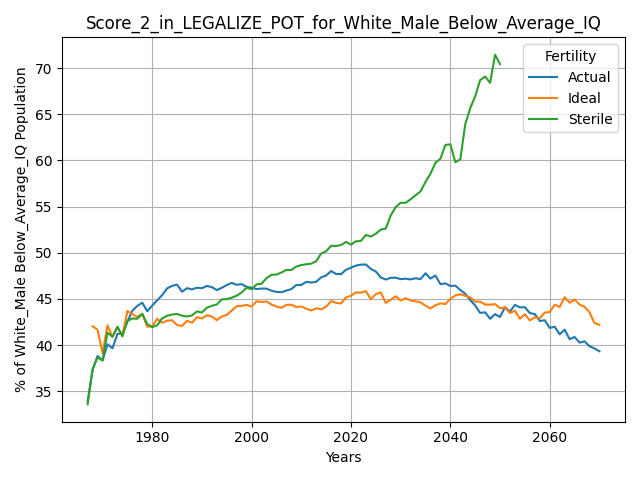 Score_2_in_LEGALIZE_POT_for_White_Male_Below_Average_IQ
% of White_Male Below_Average_IQ Population
70
65
60
55
50
45
40
35
Fertility
Actual
Ideal
Sterile
1980
2000
2020
2040
2060
Years